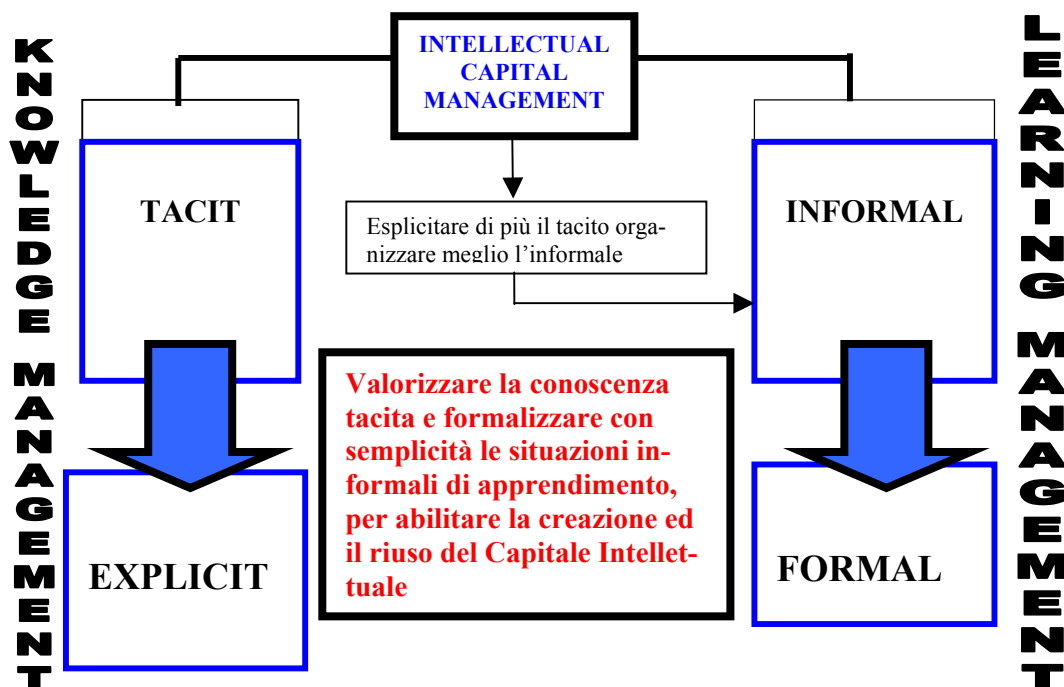 KNOWLEDGE MANAGEMENT
INTELLECTUAL
CAPITAL
MANAGEMENT
TACIT
Esplicitare di più il tacito orga-
nizzare meglio l’informale
INFORMAL
Valorizzare la conoscenza
tacita e formalizzare con
semplicità le situazioni in-
formali di apprendimento,
per abilitare la creazione ed
il riuso del Capitale Intellet-
tuale
EXPLICIT
FORMAL
LEARNING MANAGEMENT